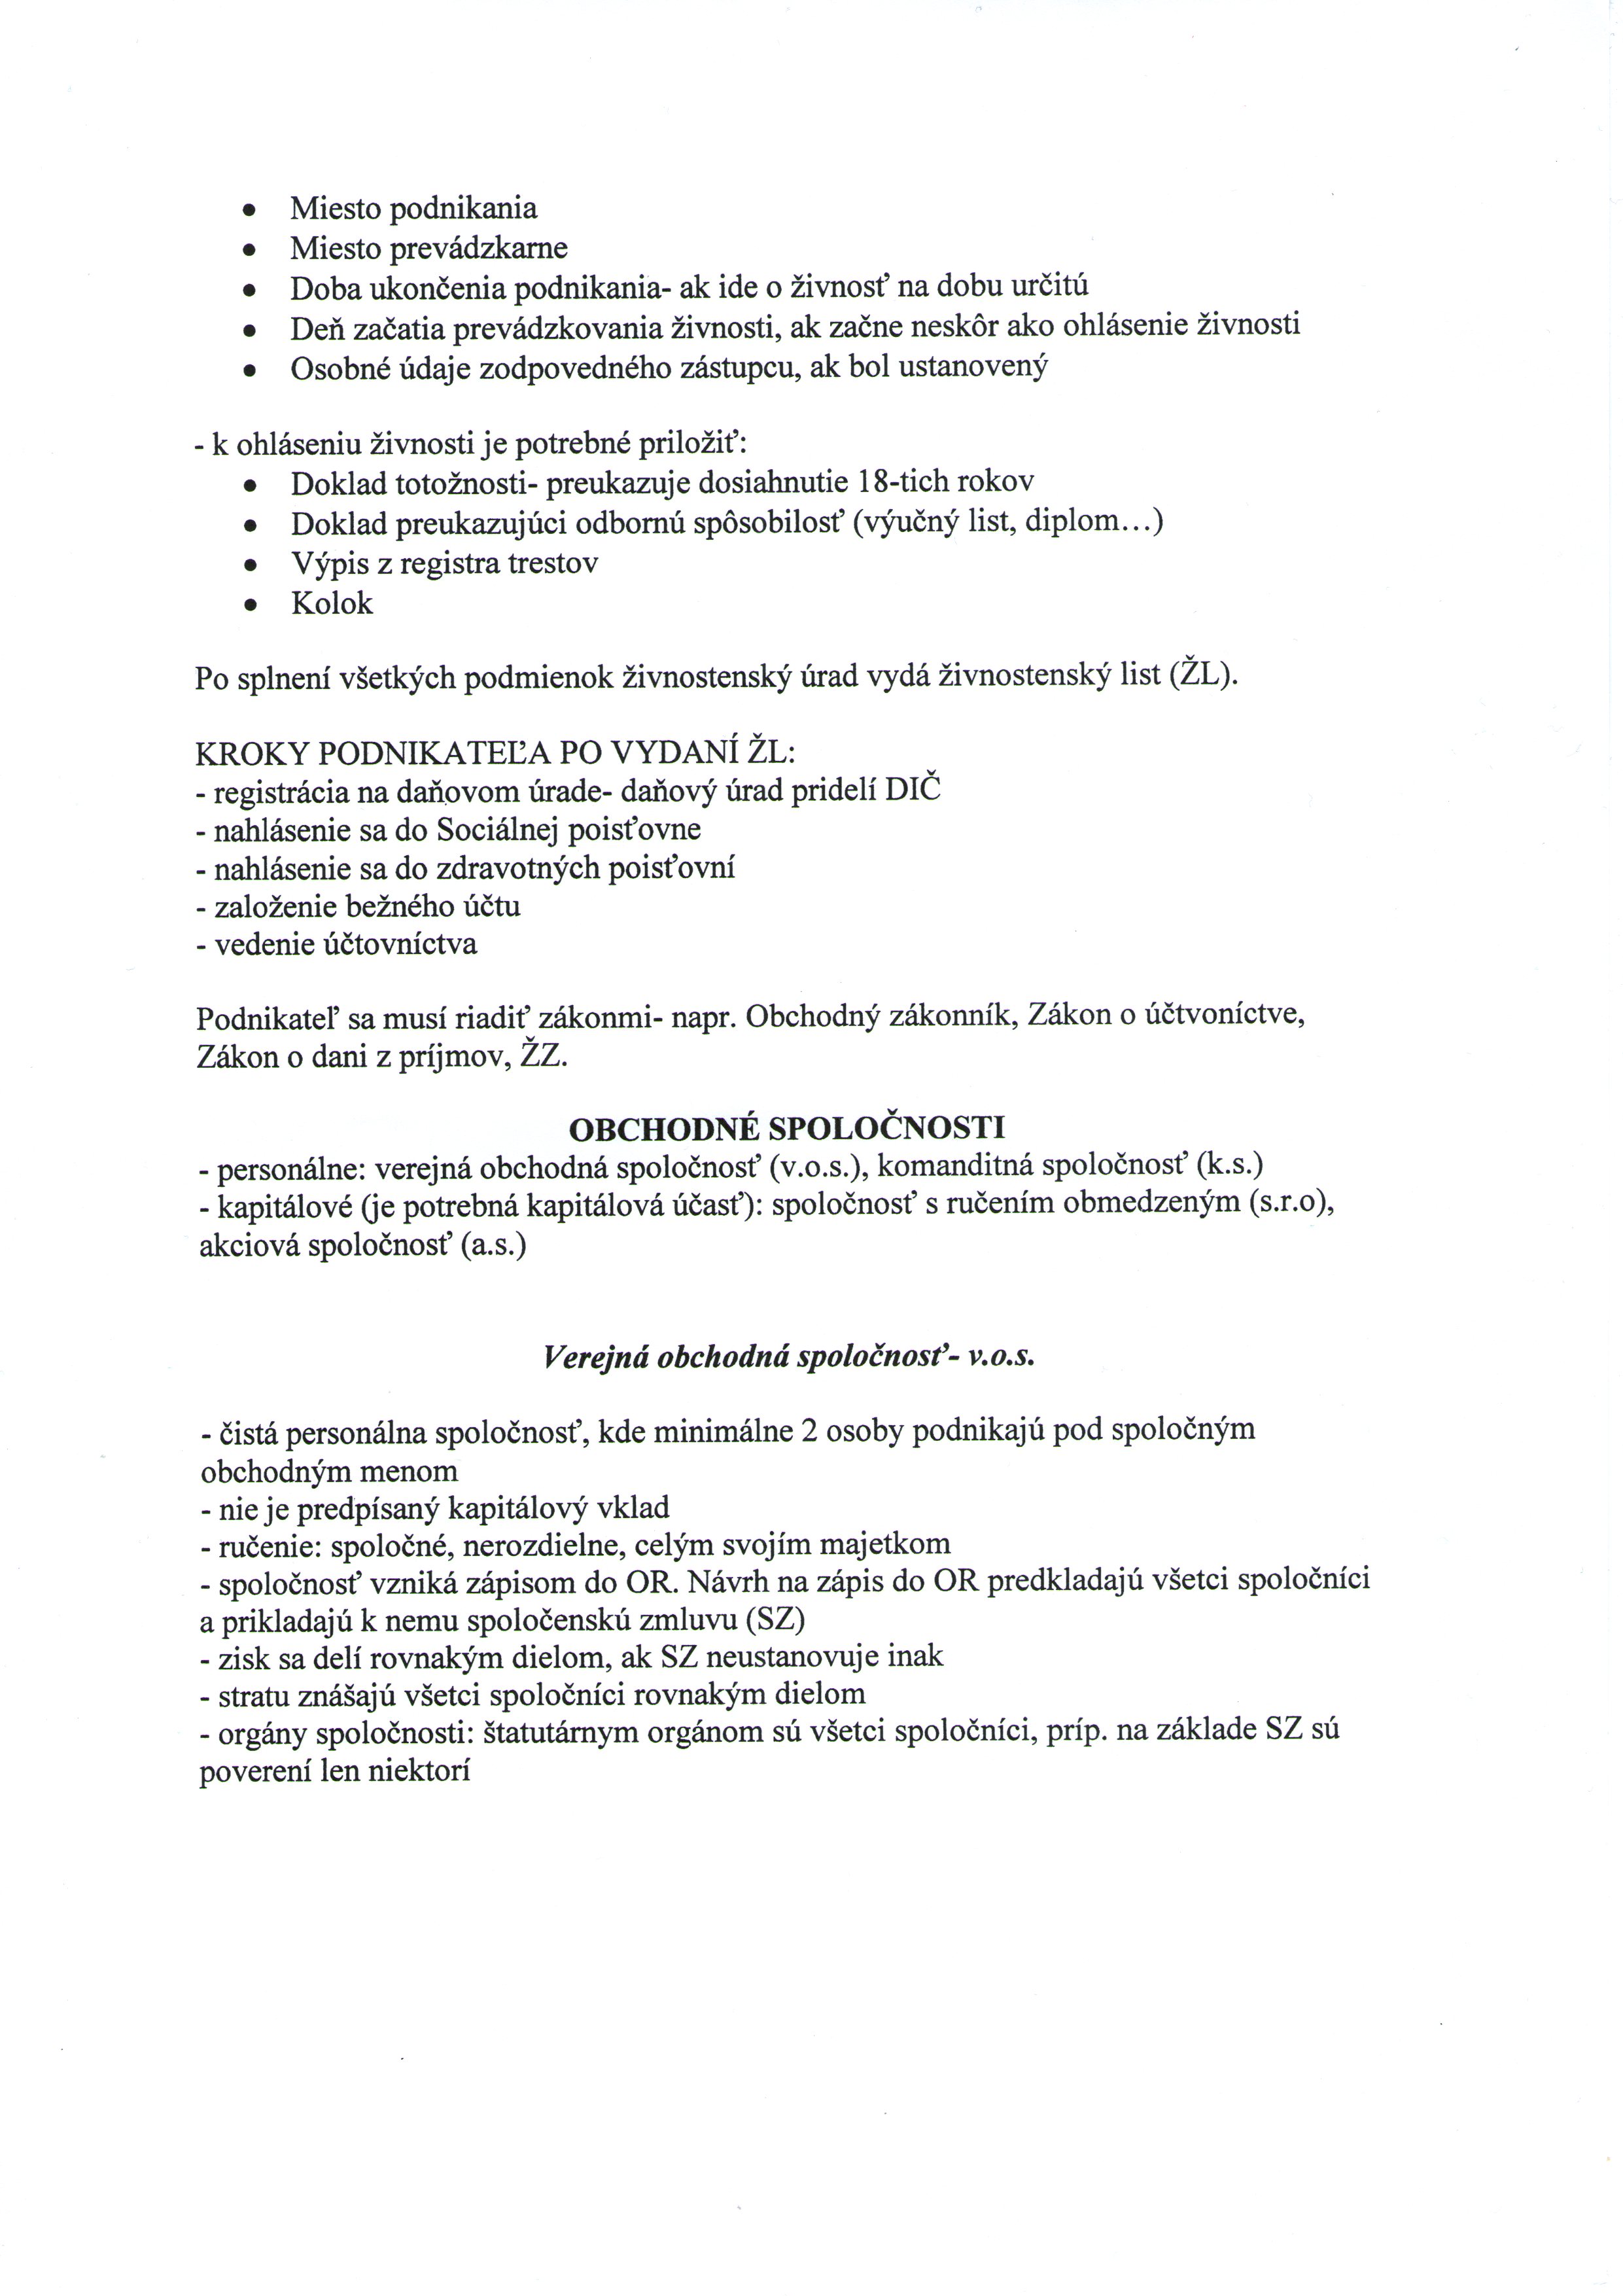 • Miesto podnikania
• Miesto prevádzkarne
• Doba ukončenia podnikania- ak ide o živnosť na dobu určitú
• Deň začatia prevádzkovania živnosti, ak začne neskôr ako ohlásenie živnosti
• Osobné údaje zodpovedného zástupcu, ak bol ustanovený
- k ohláseniu živnosti je potrebné priložiť:
• Doklad totožnosti- preukazuje dosiahnutie 18-tich rokov
• Doklad preukazujúci odbornú spôsobilosť (výučný list, diplom...)
• Výpis z registra trestov
• Kolok
Po splnení všetkých podmienok živnostenský úrad vydá živnostenský list (ŽL).
KROKY PODNIKATEĽA PO VYDANÍ ŽL:
- registrácia na daňovom úrade- daňový úrad pridelí DIČ
- nahlásenie sa do Sociálnej poisťovne
- nahlásenie sa do zdravotných poisťovní
- založenie bežného účtu
- vedenie účtovníctva
Podnikateľ sa musí riadiť zákonmi- napr. Obchodný zákonník, Zákon o účtvoníctve,
Zákon o dani z príjmov, ŽZ.
OBCHODNÉ SPOLOČNOSTI
- personálne: verejná obchodná spoločnosť (v.o.s.), komanditná spoločnosť (k.s.)
- kapitálové (je potrebná kapitálová účasť): spoločnosť s ručením obmedzeným (s.r.o),
akciová spoločnosť (a.s.)
Verejná obchodná spoločnosť- v.o.s.
- čistá personálna spoločnosť, kde minimálne 2 osoby podnikajú pod spoločným
obchodným menom
- nie je predpísaný kapitálový vklad
- ručenie: spoločné, nerozdielne, celým svojím majetkom
- spoločnosť vzniká zápisom do OR. Návrh na zápis do OR predkladajú všetci spoločníci
a prikladajú k nemu spoločenskú zmluvu (SZ)
- zisk sa delí rovnakým dielom, ak SZ neustanovuje inak
- stratu znášajú všetci spoločníci rovnakým dielom
- orgány spoločnosti: štatutárnym orgánom sú všetci spoločníci, príp. na základe SZ sú
poverení len niektorí